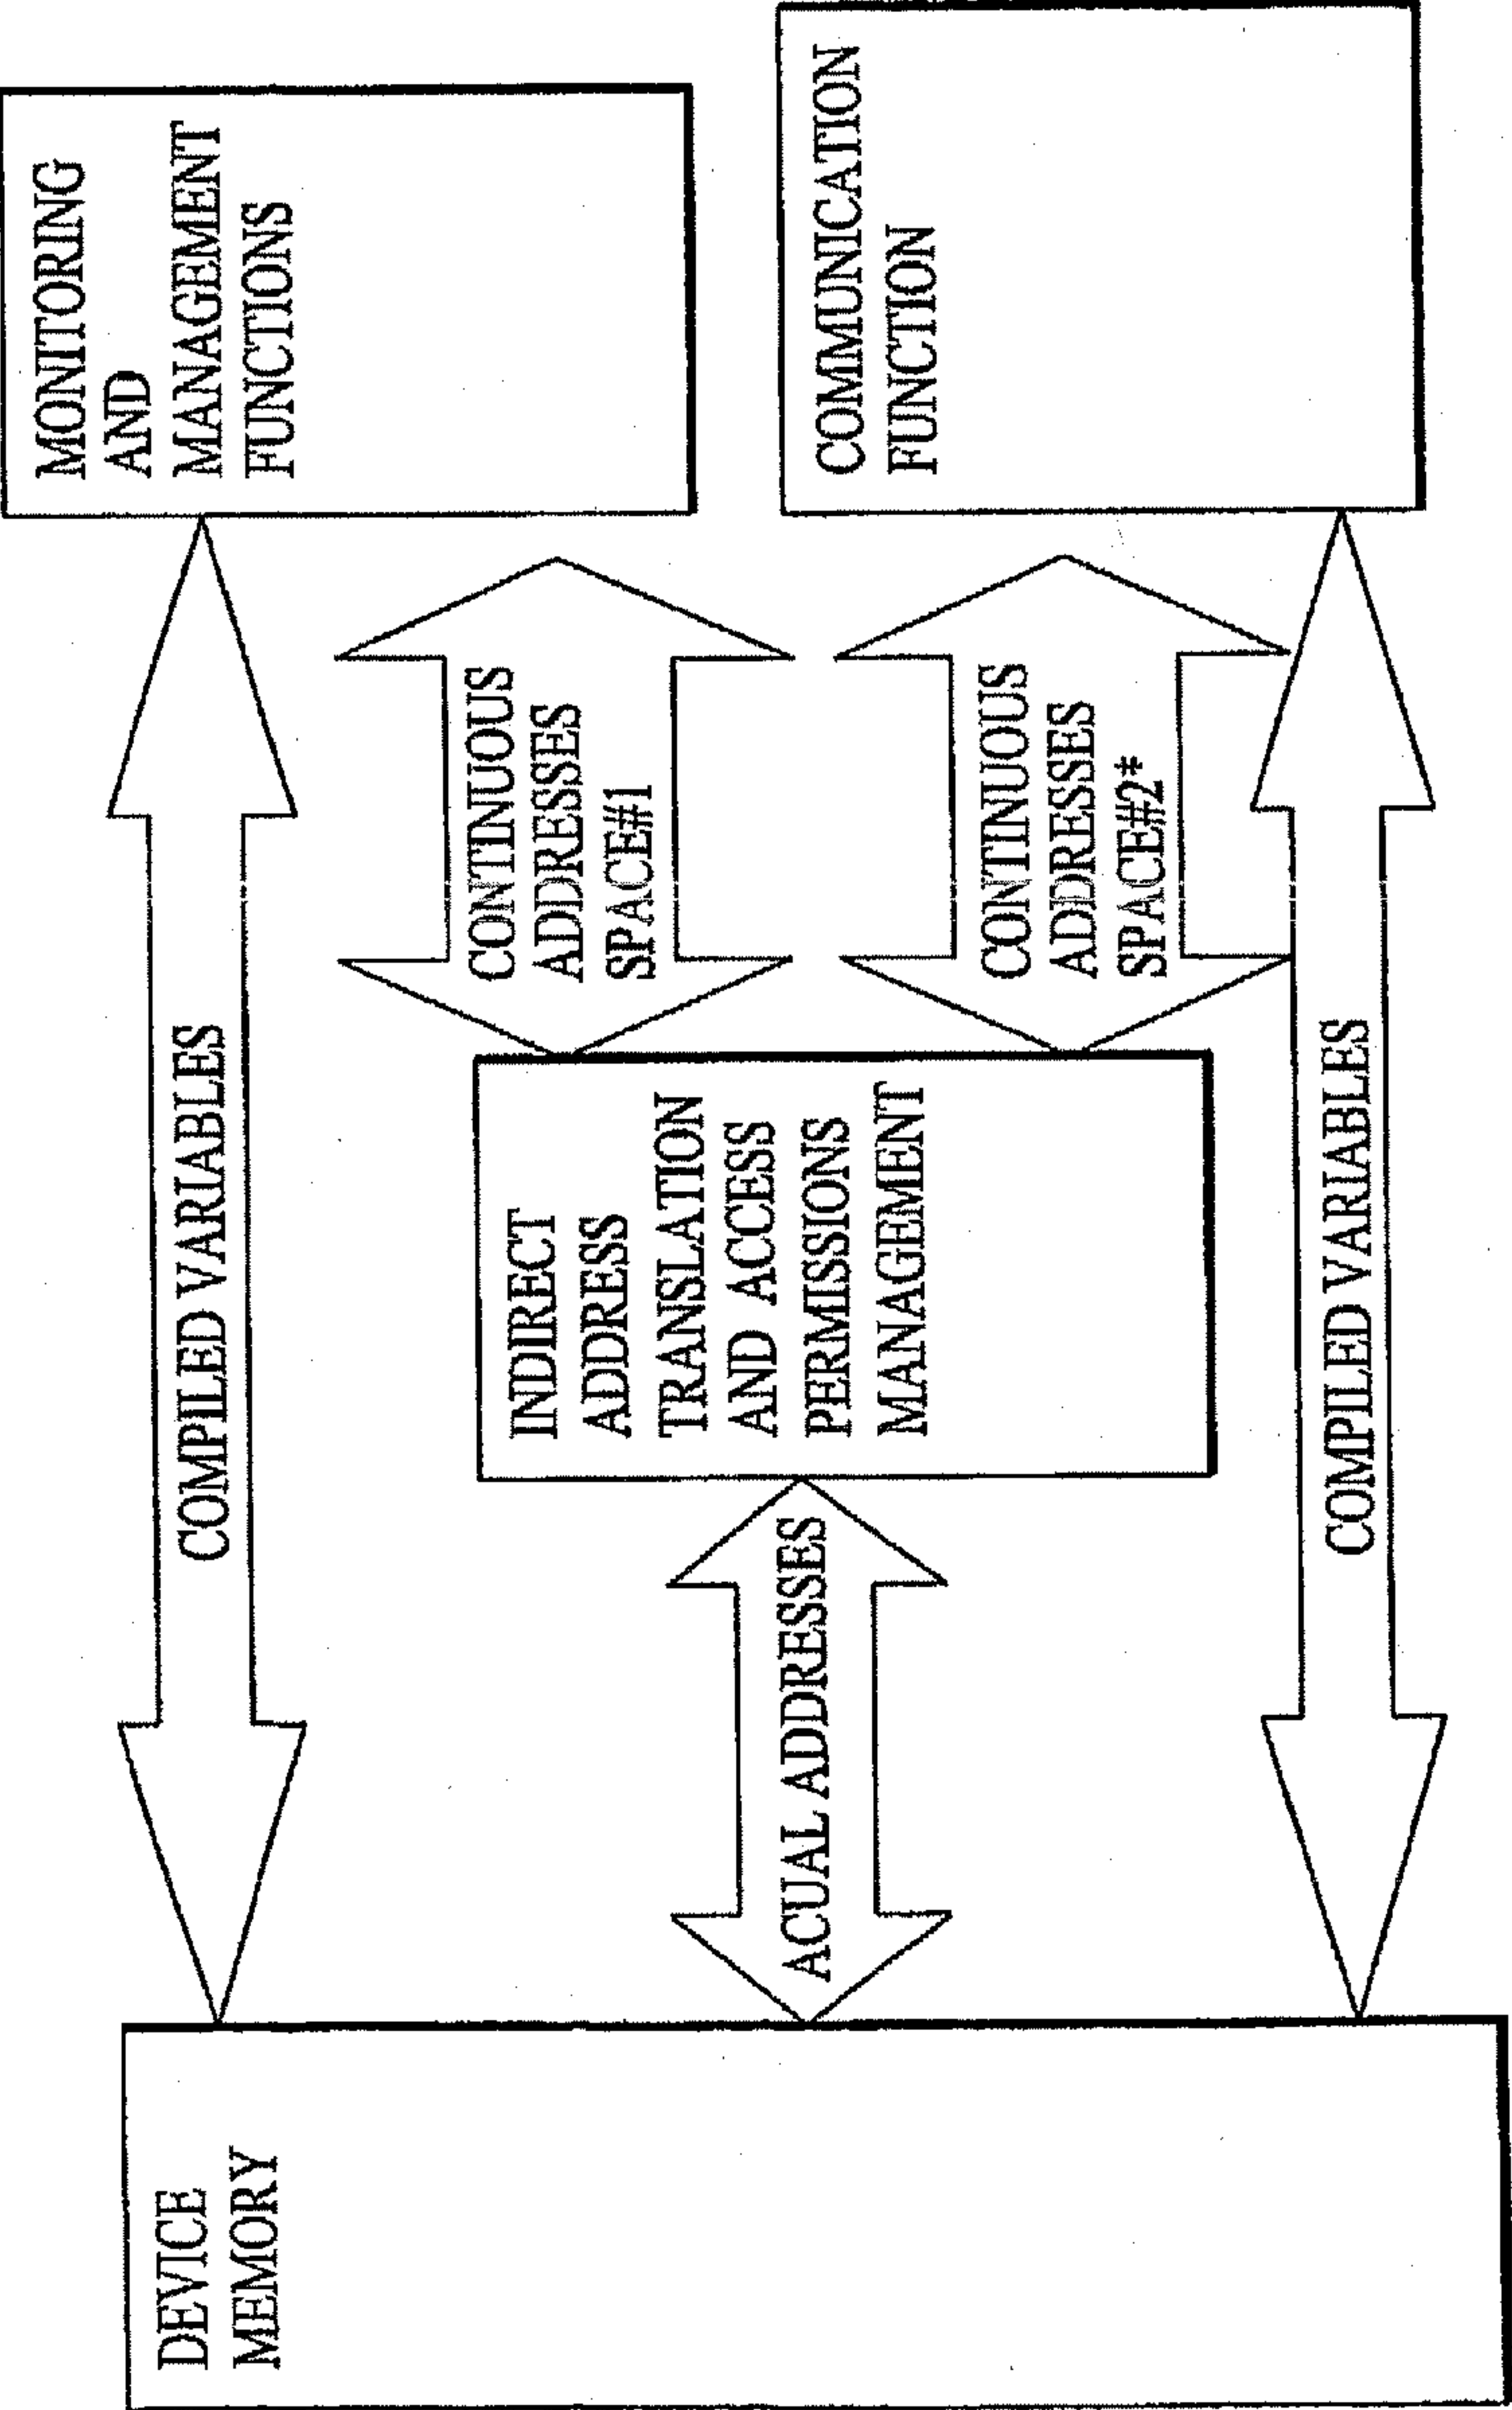 DEVICE
MEMORY
COMPILED VARIABLES
ACUAL ADDRESSES
COMPILED VARIABLES
INDIRECT
ADDRESS
TRANSLATION
AND ACCESS
PERMISSIONS
MANAGEMENT
CONTINUOUS
ADDRESSES
SPACE#1
CONTINUOUS
ADDRESSES
SPACE#2*
MONITORING
AND
MANAGEMENT
FUNCTIONS
COMMUNICATION
FUNCTION